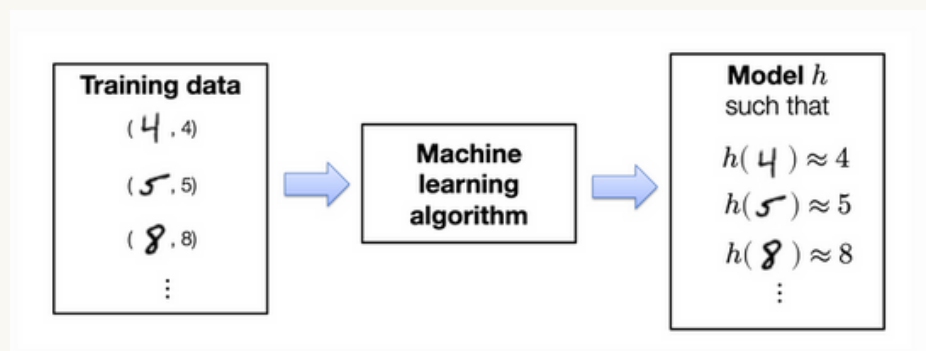 Training data
( 4 , 4)
( 5 , 5)
( 8 , 8)
⋮
Machine
learning
algorithm
Model h
such that
h( 4 ) ≈ 4
h( 5 ) ≈ 5
h( 8 ) ≈ 8
⋮